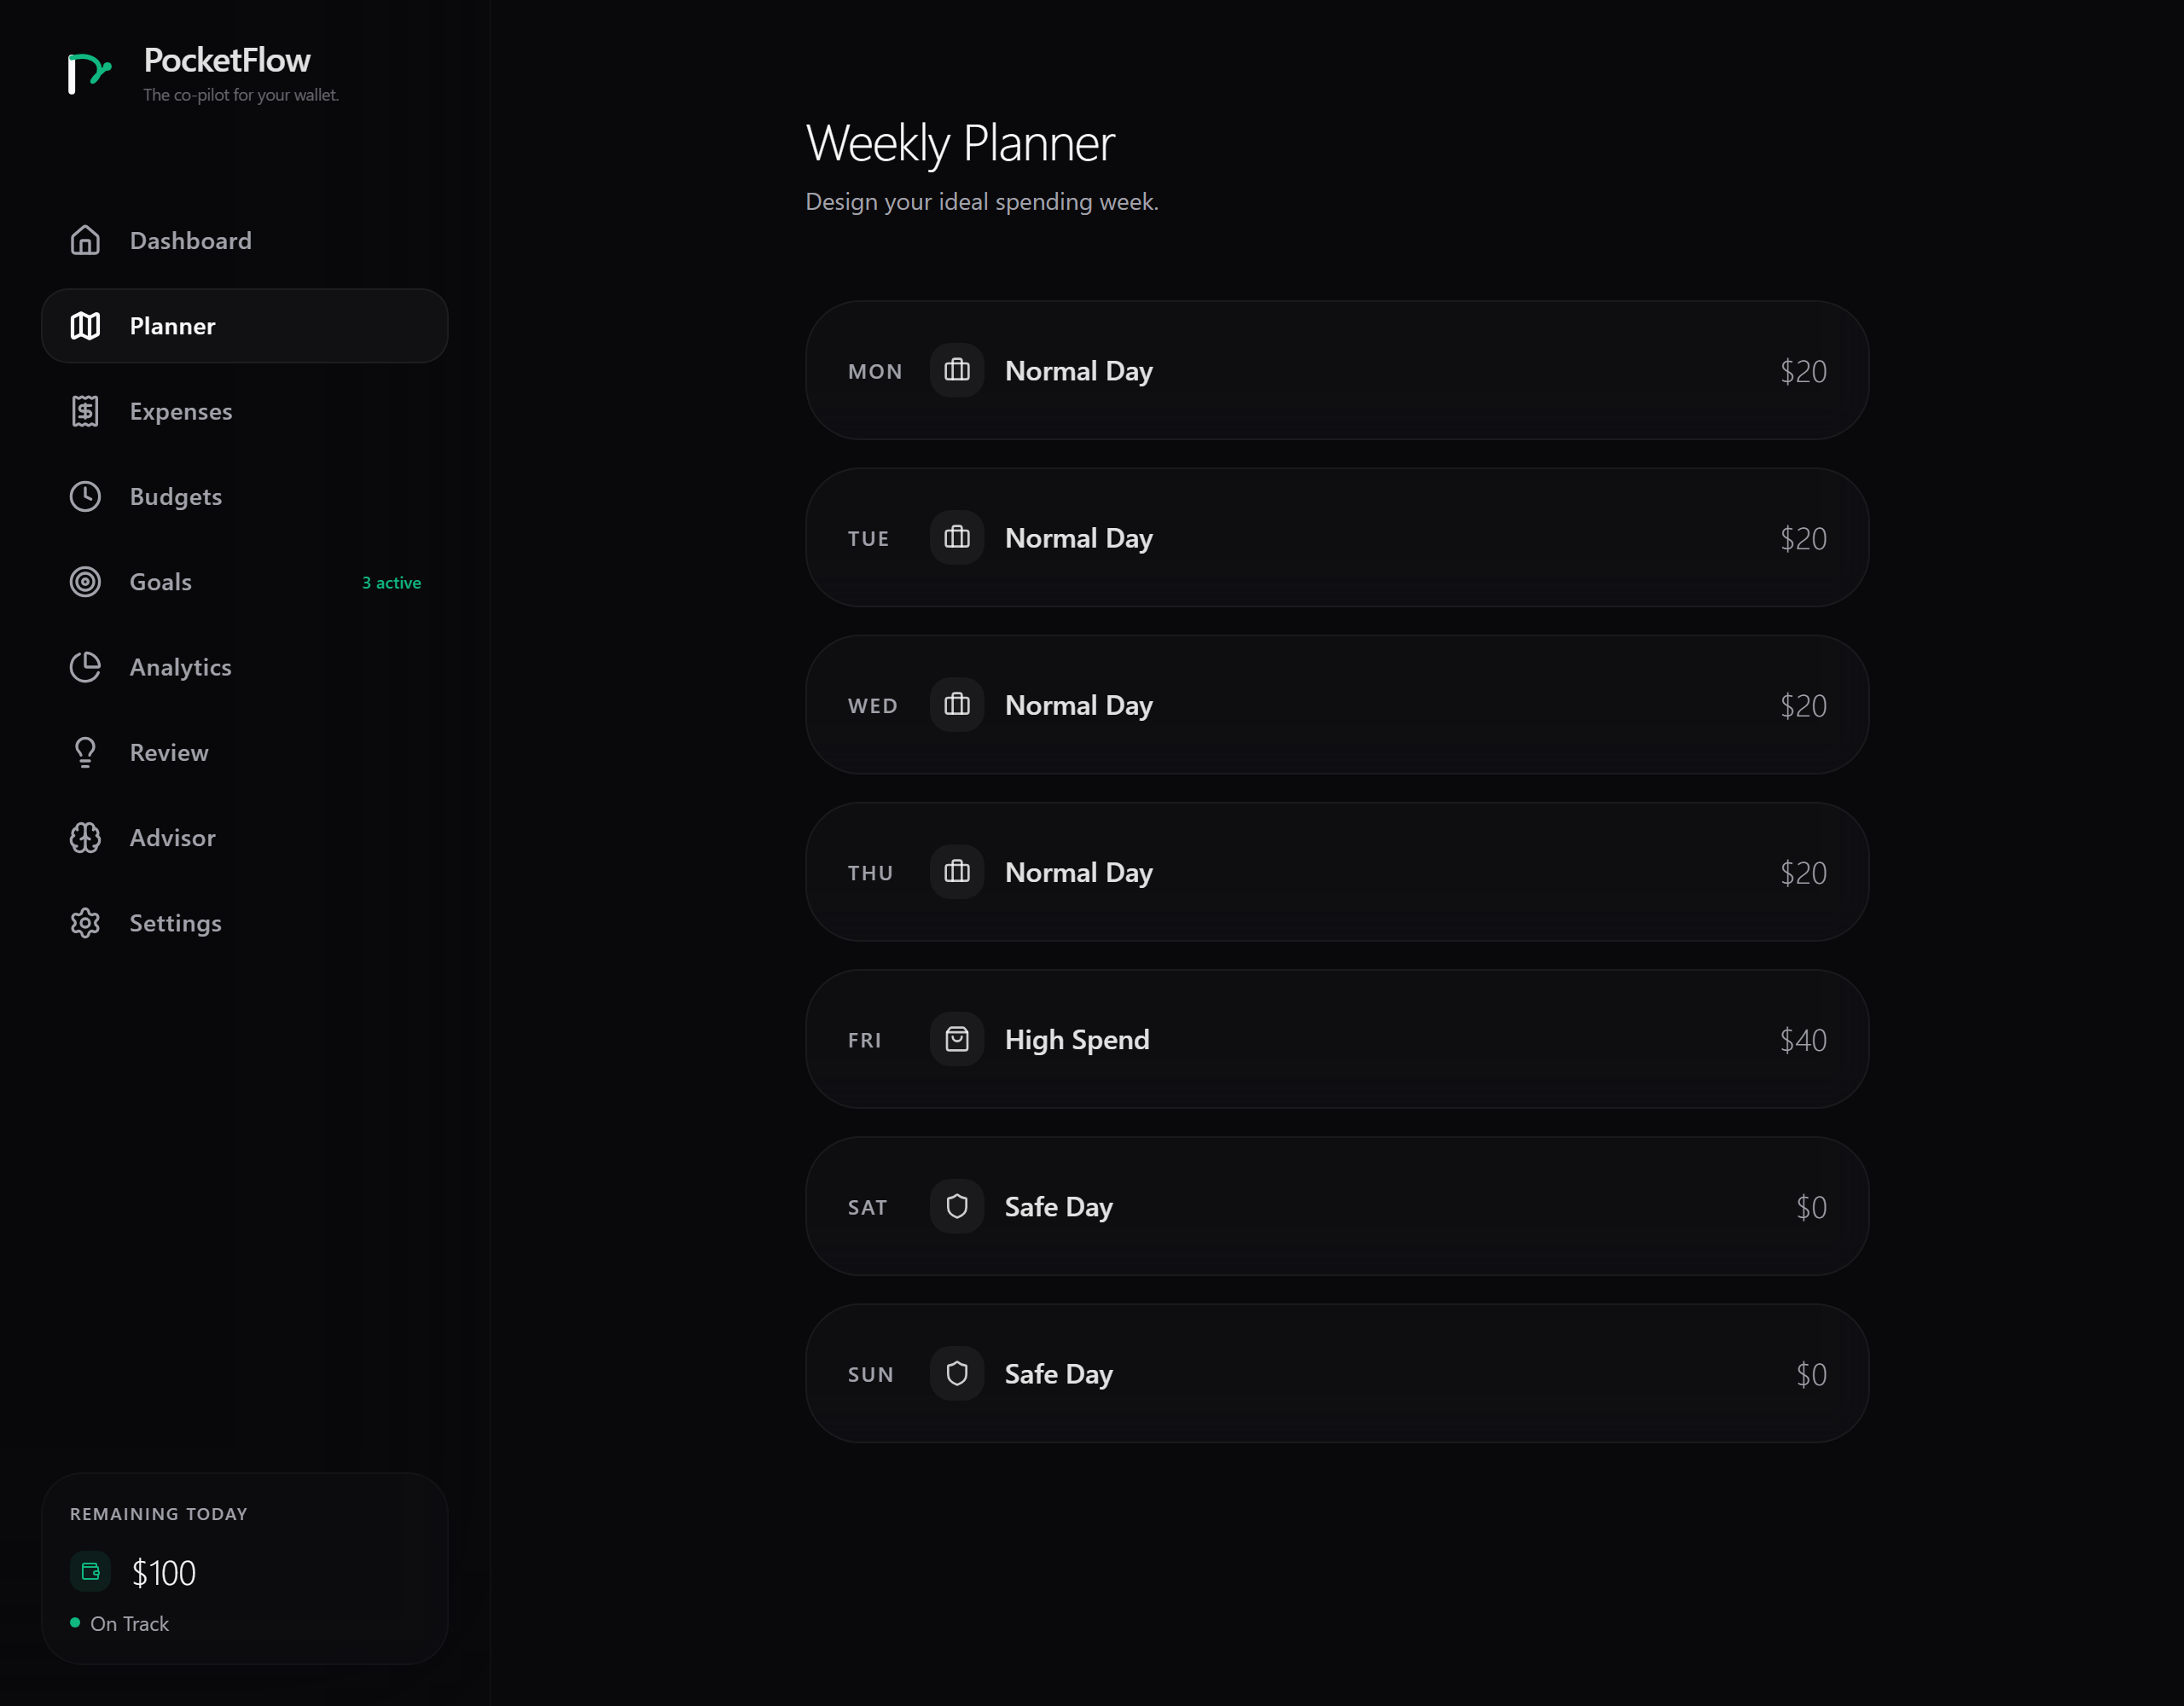 PocketFlow
The co-pilot for your wallet.
Dashboard
Planner
Expenses
Budgets
Goals 3 active
Analytics
Review
Advisor
Settings
REMAINING TODAY
$100
On Track
Weekly Planner
Design your ideal spending week.
MON Normal Day $20
TUE Normal Day $20
WED Normal Day $20
THU Normal Day $20
FRI High Spend $40
SAT Safe Day $0
SUN Safe Day $0